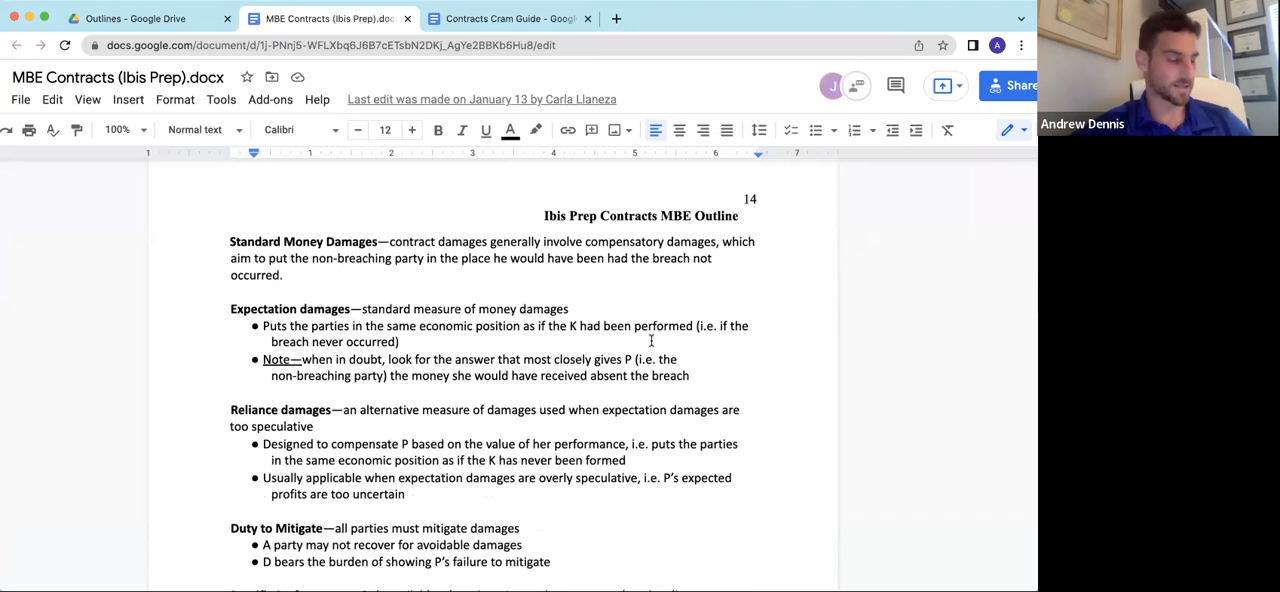 Outlines - Google Drive
MBE Contracts (Ibis Prep).docx
Contracts Cram Guide - Goog
docs.google.com/document/d/1j-PNnj5-WFLXbq6J6B7cETsbN2DKj_AgYe2BBKb6Hu8/edit
A
MBE Contracts (Ibis Prep).docx
J
Share
File Edit View Insert Format Tools Add-ons Help Last edit was made on January 13 by Carla Llaneza
Andrew Dennis
100% Normal text Calibri 12 B I U A
1 1 2 3 4 5 6 7
14
Ibis Prep Contracts MBE Outline
Standard Money Damages—contract damages generally involve compensatory damages, which
aim to put the non-breaching party in the place he would have been had the breach not
occurred.
Expectation damages—standard measure of money damages
● Puts the parties in the same economic position as if the K had been performed (i.e. if the
breach never occurred)
● Note—when in doubt, look for the answer that most closely gives P (i.e. the
non-breaching party) the money she would have received absent the breach
Reliance damages—an alternative measure of damages used when expectation damages are
too speculative
● Designed to compensate P based on the value of her performance, i.e. puts the parties
in the same economic position as if the K has never been formed
● Usually applicable when expectation damages are overly speculative, i.e. P's expected
profits are too uncertain
Duty to Mitigate—all parties must mitigate damages
● A party may not recover for avoidable damages
● D bears the burden of showing P's failure to mitigate